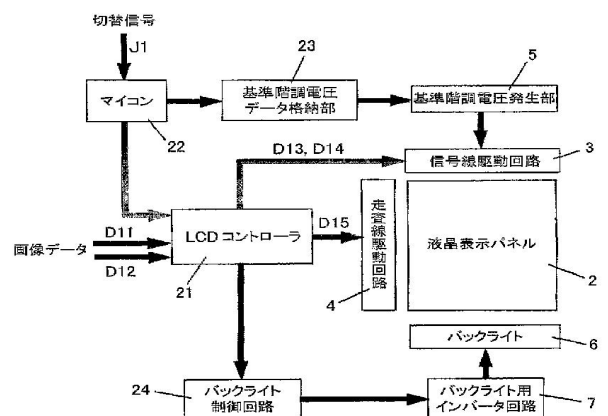 切替信号
J1
23
5
マイコン
基準階調電圧
データ格納部
基準階調電圧発生部
22
3
D13, D14
信号線駆動回路
D11
画像データ
D12
LCDコントローラ
D15
走査線駆動回路
液晶表示パネル
21
4
2
バックライト
6
24
バックライト
制御回路
バックライト用
インバータ回路
7